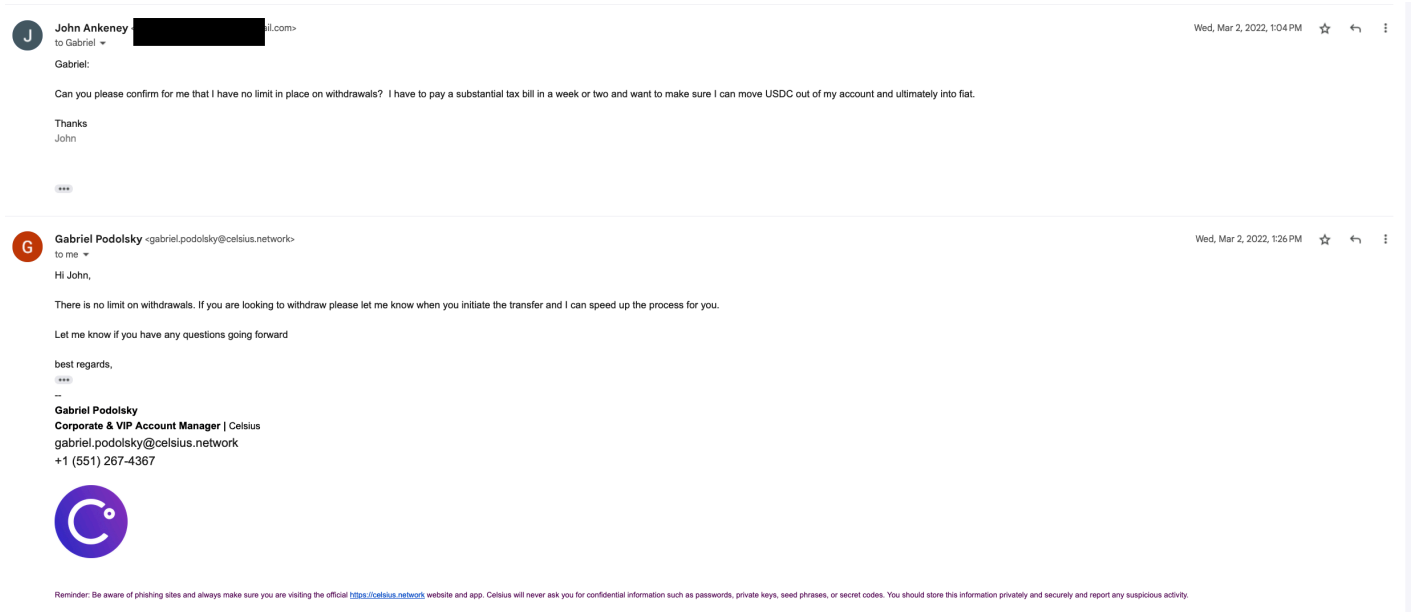 J
John Ankeney <
ail.com>
Wed, Mar 2, 2022, 1:04 PM
to Gabriel
Gabriel:
Can you please confirm for me that I have no limit in place on withdrawals?  I have to pay a substantial tax bill in a week or two and want to make sure I can move USDC out of my account and ultimately into fiat.
Thanks
John
G
Gabriel Podolsky <gabriel.podolsky@celsius.network>
Wed, Mar 2, 2022, 1:26 PM
to me
Hi John,
There is no limit on withdrawals. If you are looking to withdraw please let me know when you initiate the transfer and I can speed up the process for you.
Let me know if you have any questions going forward
best regards,
--
Gabriel Podolsky
Corporate & VIP Account Manager | Celsius
gabriel.podolsky@celsius.network
+1 (551) 267-4367
Reminder: Be aware of phishing sites and always make sure you are visiting the official https://celsius.network website and app. Celsius will never ask you for confidential information such as passwords, private keys, seed phrases, or secret codes. You should store this information privately and securely and report any suspicious activity.